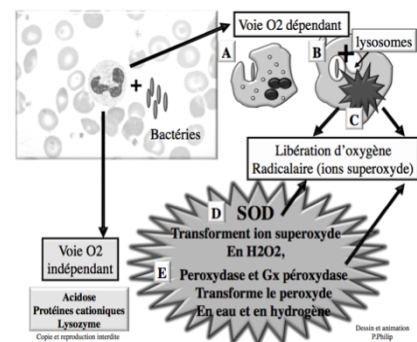 Voie O2 dépendant
A
B
lysosomes
+
+
Bactéries
C
Libération d'oxygène
Radicalaire (ions superoxyde)
D
SOD
Transforment ion superoxyde
En H2O2,
E
Peroxydase et Gx péroxydase
Transforme le peroxyde
En eau et en hydrogène
Voie O2
indépendant
Acidose
Protéines cationiques
Lysozyme
Copie et reproduction interdite
Dessin et animation
P.Philip